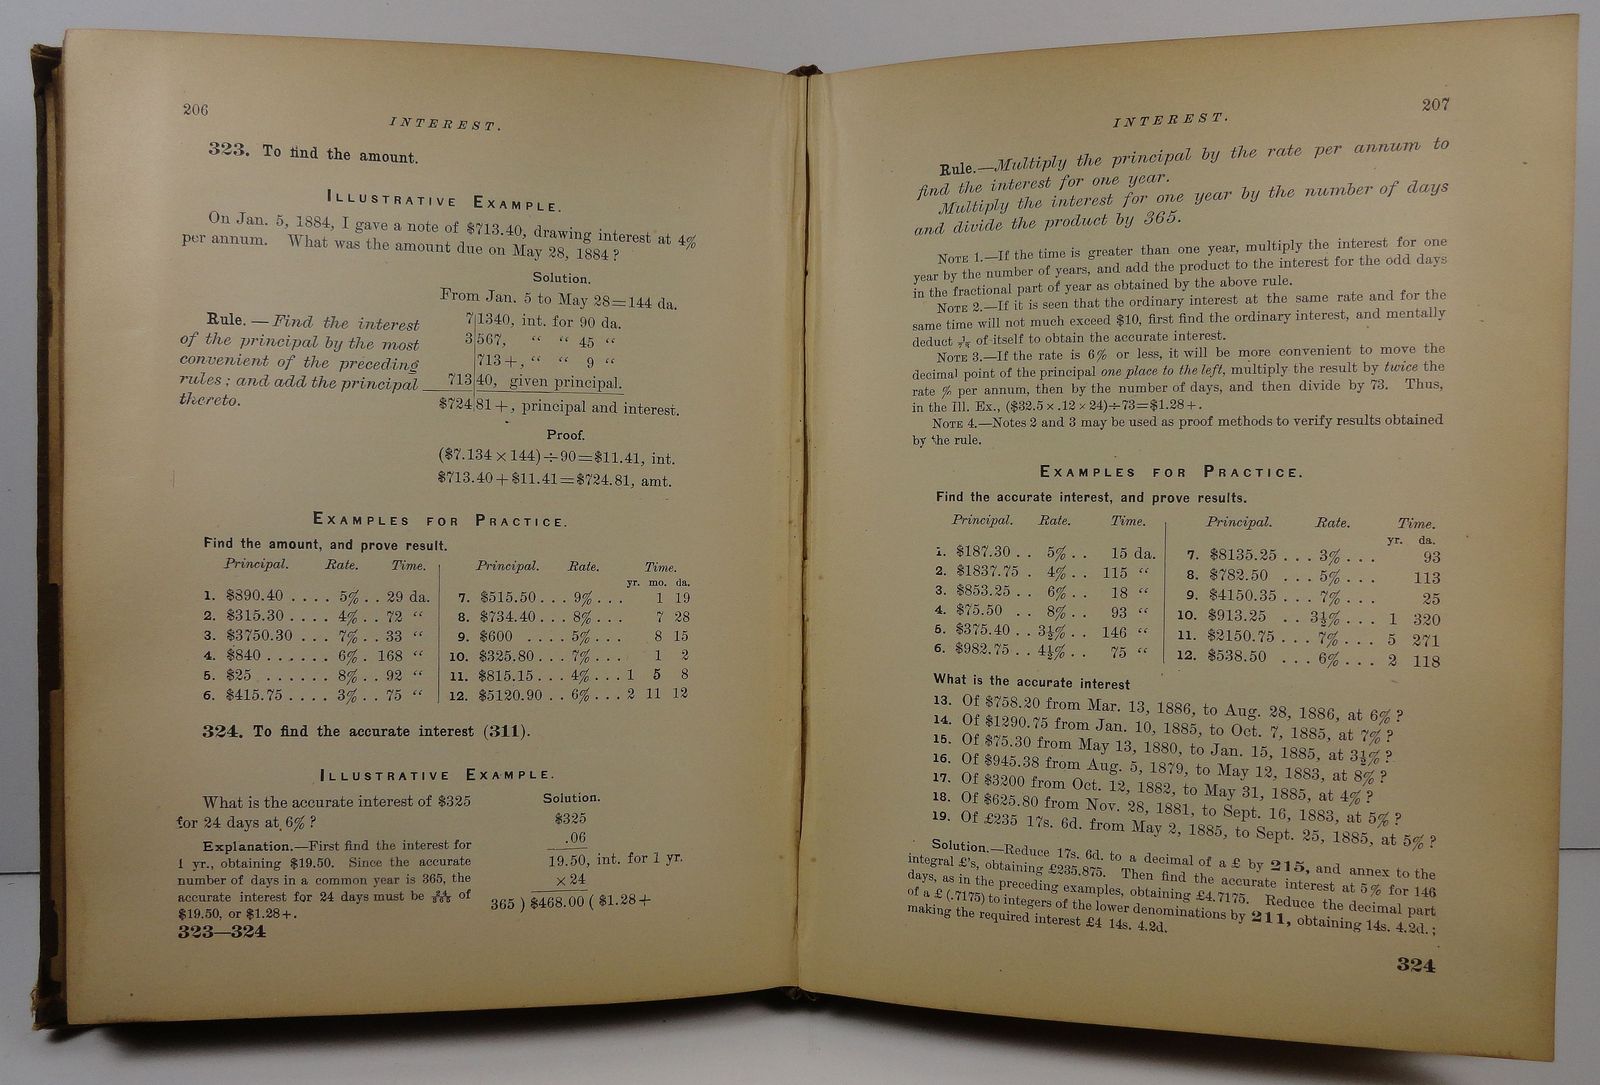 206
INTEREST.
323. To find the amount.
ILLUSTRATIVE EXAMPLE.
On Jan. 5, 1884, I gave a note of $713.40, drawing interest at 4%
per annum. What was the amount due on May 28, 1884?
Solution.
From Jan. 5 to May 28=144 da.
Rule.—Find the interest
of the principal by the most
convenient of the preceding
rules; and add the principal
thereto.
7|1340, int. for 90 da.
3|567, “ “ 45 “
|713+, “ “ 9 “
713|40, given principal.
$724|81+, principal and interest.
Proof.
($7.134×144)÷90=$11.41, int.
$713.40+$11.41=$724.81, amt.
EXAMPLES FOR PRACTICE.
Find the amount, and prove result.
Principal. Rate. Time.
1. $890.40 .... 5% .. 29 da.
2. $315.30 .... 4% .. 72 “
3. $3750.30 ... 7% .. 33 “
4. $840 ...... 6% . 168 “
5. $25 ....... 8% .. 92 “
6. $415.75 .... 3% .. 75 “
Principal. Rate. Time.
yr. mo. da.
7. $515.50 ... 9% ... 1 19
8. $734.40 ... 8% ... 7 28
9. $600 .... 5% ... 8 15
10. $325.80 ... 7% ... 1 2
11. $815.15 ... 4% ... 1 5 8
12. $5120.90 .. 6% ... 2 11 12
324. To find the accurate interest (311).
ILLUSTRATIVE EXAMPLE.
What is the accurate interest of $325
for 24 days at 6%?
Explanation.—First find the interest for
1 yr., obtaining $19.50. Since the accurate
number of days in a common year is 365, the
accurate interest for 24 days must be 24/365 of
$19.50, or $1.28+.
Solution.
$325
.06
19.50, int. for 1 yr.
×24
365 ) $468.00 ( $1.28+
323—324
207
INTEREST.
Rule.—Multiply the principal by the rate per annum to
find the interest for one year.
Multiply the interest for one year by the number of days
and divide the product by 365.
NOTE 1.—If the time is greater than one year, multiply the interest for one
year by the number of years, and add the product to the interest for the odd days
in the fractional part of year as obtained by the above rule.
NOTE 2.—If it is seen that the ordinary interest at the same rate and for the
same time will not much exceed $10, first find the ordinary interest, and mentally
deduct 1/73 of itself to obtain the accurate interest.
NOTE 3.—If the rate is 6% or less, it will be more convenient to move the
decimal point of the principal one place to the left, multiply the result by twice the
rate % per annum, then by the number of days, and then divide by 73. Thus,
in the Ill. Ex., ($32.5×.12×24)÷73=$1.28+.
NOTE 4.—Notes 2 and 3 may be used as proof methods to verify results obtained
by the rule.
EXAMPLES FOR PRACTICE.
Find the accurate interest, and prove results.
Principal. Rate. Time.
1. $187.30 .. 5% .. 15 da.
2. $1837.75 . 4% .. 115 “
3. $853.25 .. 6% .. 18 “
4. $75.50 .. 8% .. 93 “
5. $375.40 .. 3½% .. 146 “
6. $982.75 .. 4½% .. 75 “
Principal. Rate. Time.
yr. da.
7. $8135.25 ... 3% ... 93
8. $782.50 ... 5% ... 113
9. $4150.35 ... 7% ... 25
10. $913.25 .. 3½% ... 1 320
11. $2150.75 ... 7% ... 5 271
12. $538.50 ... 6% ... 2 118
What is the accurate interest
13. Of $758.20 from Mar. 13, 1886, to Aug. 28, 1886, at 6%?
14. Of $1290.75 from Jan. 10, 1885, to Oct. 7, 1885, at 7%?
15. Of $75.30 from May 13, 1880, to Jan. 15, 1885, at 3½%?
16. Of $945.38 from Aug. 5, 1879, to May 12, 1883, at 8%?
17. Of $3200 from Oct. 12, 1882, to May 31, 1885, at 4%?
18. Of $625.80 from Nov. 28, 1881, to Sept. 16, 1883, at 5%?
19. Of £235 17s. 6d. from May 2, 1885, to Sept. 25, 1885, at 5%?
Solution.—Reduce 17s. 6d. to a decimal of a £ by 215, and annex to the
integral £'s, obtaining £235.875. Then find the accurate interest at 5% for 146
days, as in the preceding examples, obtaining £4.7175. Reduce the decimal part
of a £ (.7175) to integers of the lower denominations by 211, obtaining 14s. 4.2d.;
making the required interest £4 14s. 4.2d.
324